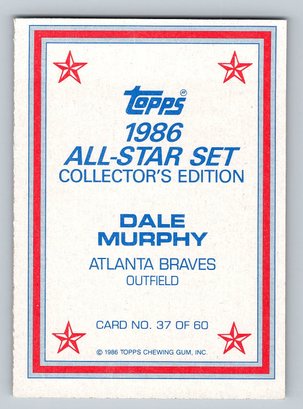 TOPPS®
1986
ALL-STAR SET
COLLECTOR'S EDITION
DALE
MURPHY
ATLANTA BRAVES
OUTFIELD
CARD NO. 37 OF 60
© 1986 TOPPS CHEWING GUM, INC.